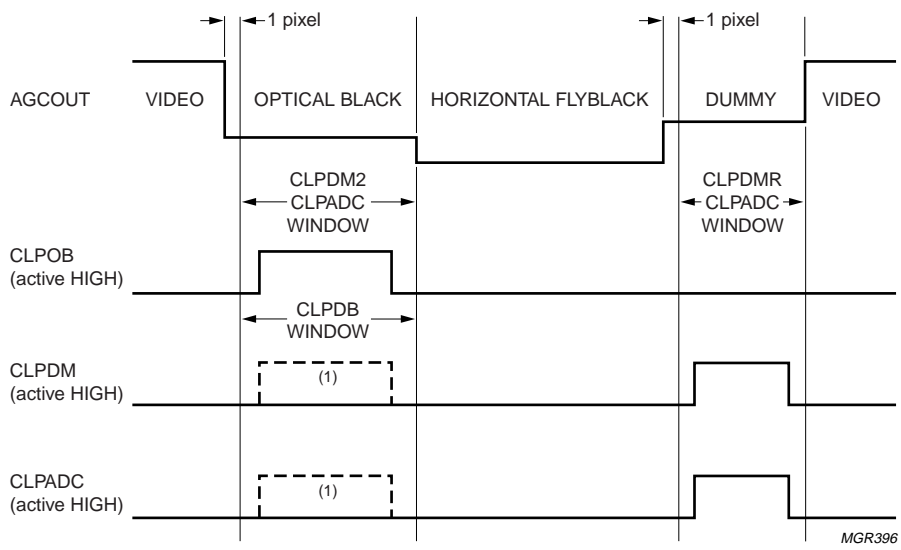 1 pixel
1 pixel
AGCOUT
VIDEO
OPTICAL BLACK
HORIZONTAL FLYBLACK
DUMMY
VIDEO
CLPDM2
CLPADC
WINDOW
CLPDMR
CLPADC
WINDOW
CLPOB
(active HIGH)
CLPDB
WINDOW
CLPDM
(active HIGH)
(1)
CLPADC
(active HIGH)
(1)
MGR396